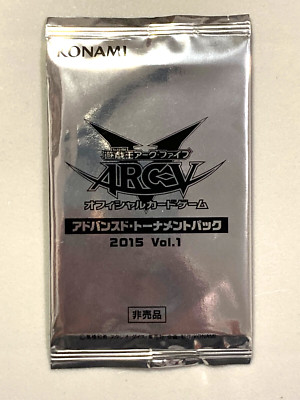 KONAMI
遊戯王アーク・ファイブ
ARC-V
オフィシャルカードゲーム
アドバンスド・トーナメントパック
2015 Vol.1
非売品